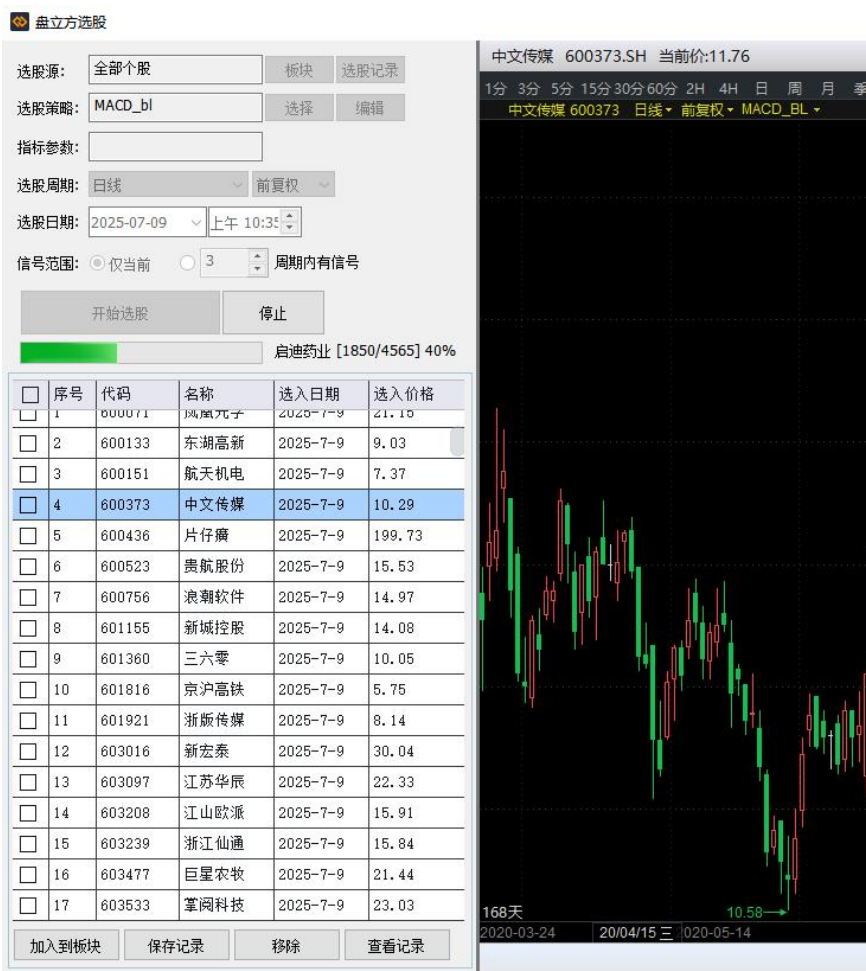 盘立方选股
选股源: 全部个股 板块 选股记录
选股策略: MACD_bl 选择 编辑
指标参数:
选股周期: 日线 前复权
选股日期: 2025-07-09 上午 10:35
信号范围: 仅当前 3 周期内有信号
开始选股 停止
启迪药业 [1850/4565] 40%
序号 代码 名称 选入日期 选入价格
1 600071 凤凰光学 2025-7-9 21.15
2 600133 东湖高新 2025-7-9 9.03
3 600151 航天机电 2025-7-9 7.37
4 600373 中文传媒 2025-7-9 10.29
5 600436 片仔癀 2025-7-9 199.73
6 600523 贵航股份 2025-7-9 15.53
7 600756 浪潮软件 2025-7-9 14.97
8 601155 新城控股 2025-7-9 14.08
9 601360 三六零 2025-7-9 10.05
10 601816 京沪高铁 2025-7-9 5.75
11 601921 浙版传媒 2025-7-9 8.14
12 603016 新宏泰 2025-7-9 30.04
13 603097 江苏华辰 2025-7-9 22.33
14 603208 江山欧派 2025-7-9 15.91
15 603239 浙江仙通 2025-7-9 15.84
16 603477 巨星农牧 2025-7-9 21.44
17 603533 掌阅科技 2025-7-9 23.03
加入到板块 保存记录 移除 查看记录
中文传媒 600373.SH 当前价:11.76
1分 3分 5分 15分 30分 60分 2H 4H 日 周 月 季
中文传媒 600373 日线 前复权 MACD_BL
168天 10.58
2020-03-24 20/04/15 三 2020-05-14